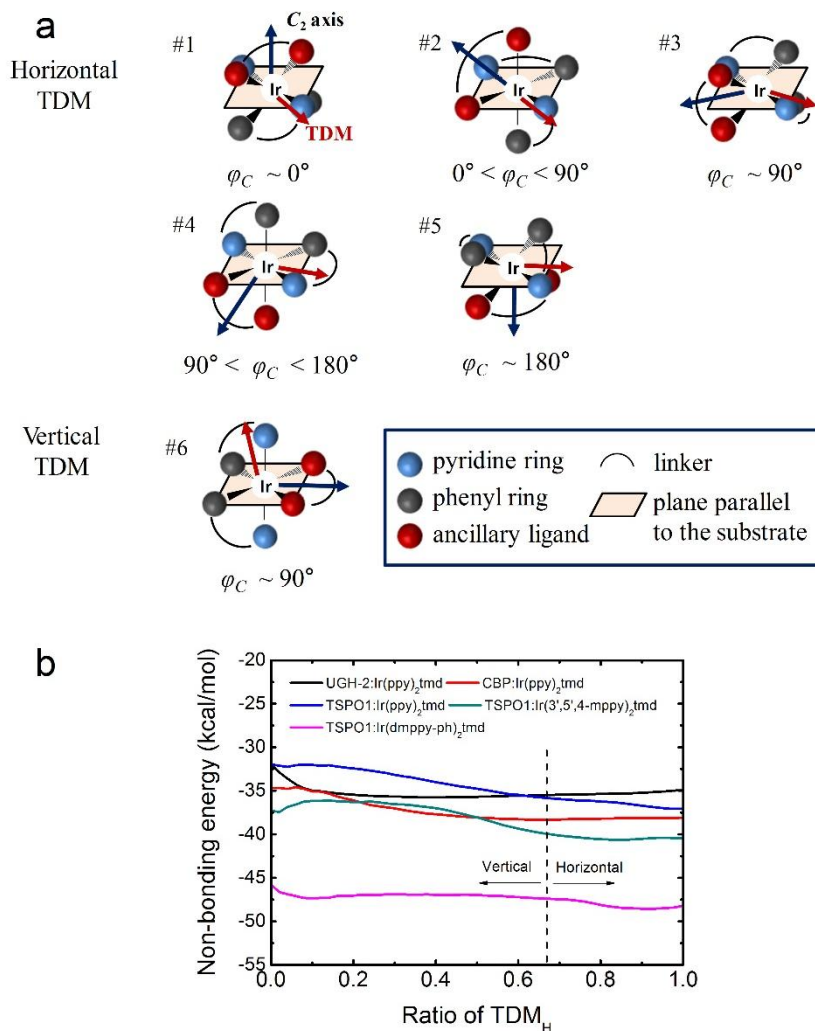 a
Horizontal
TDM
#1
C₂ axis
Ir
TDM
φC ~ 0°
#2
Ir
0° < φC < 90°
#3
Ir
φC ~ 90°
#4
Ir
90° < φC < 180°
#5
Ir
φC ~ 180°
Vertical
TDM
#6
Ir
φC ~ 90°
pyridine ring
phenyl ring
ancillary ligand
linker
plane parallel
to the substrate
b
Non-bonding energy (kcal/mol)
-20
-25
-30
-35
-40
-45
-50
-55
UGH-2:Ir(ppy)₂tmd
CBP:Ir(ppy)₂tmd
TSPO1:Ir(ppy)₂tmd
TSPO1:Ir(3',5',4-mppy)₂tmd
TSPO1:Ir(dmppy-ph)₂tmd
Vertical
Horizontal
0.0 0.2 0.4 0.6 0.8 1.0
Ratio of TDMH